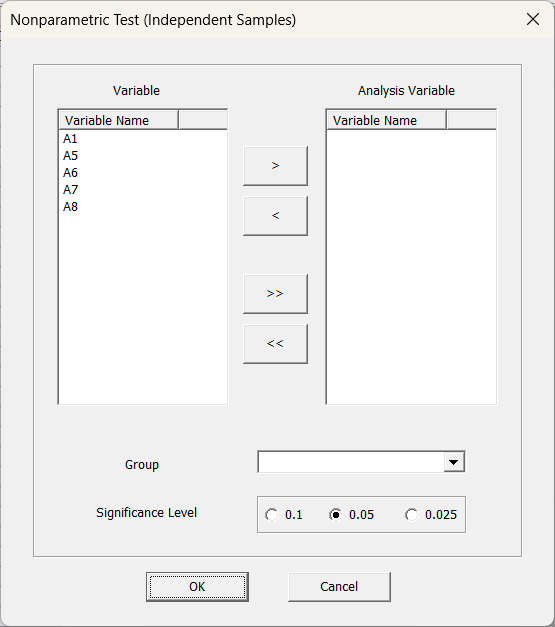 Nonparametric Test (Independent Samples)
Variable
Analysis Variable
Variable Name
Variable Name
A1
A5
A6
A7
A8
>
<
>>
<<
Group
Significance Level
0.1
0.05
0.025
OK
Cancel